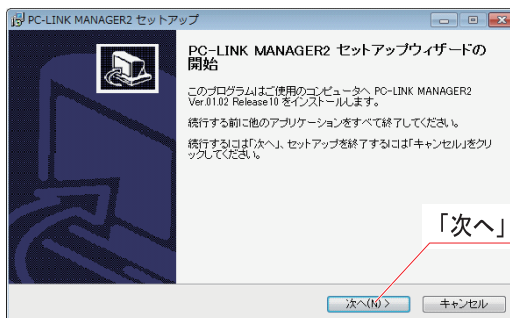 PC-LINK MANAGER2 セットアップ
PC-LINK MANAGER2 セットアップウィザードの
開始
このプログラムはご使用のコンピュータへ PC-LINK MANAGER2
Ver.01.02 Release10 をインストールします。
続行する前に他のアプリケーションをすべて終了してください。
続行するには「次へ」、セットアップを終了するには「キャンセル」をクリ
ックしてください。
「次へ」
次へ(N) >
キャンセル